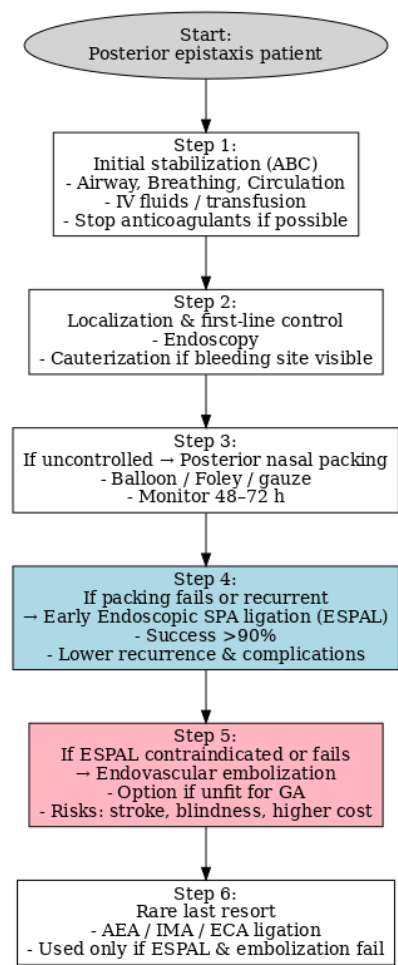 Start:
Posterior epistaxis patient
Step 1:
Initial stabilization (ABC)
- Airway, Breathing, Circulation
- IV fluids / transfusion
- Stop anticoagulants if possible
Step 2:
Localization & first-line control
- Endoscopy
- Cauterization if bleeding site visible
Step 3:
If uncontrolled → Posterior nasal packing
- Balloon / Foley / gauze
- Monitor 48–72 h
Step 4:
If packing fails or recurrent
→ Early Endoscopic SPA ligation (ESPAL)
- Success >90%
- Lower recurrence & complications
Step 5:
If ESPAL contraindicated or fails
→ Endovascular embolization
- Option if unfit for GA
- Risks: stroke, blindness, higher cost
Step 6:
Rare last resort
- AEA / IMA / ECA ligation
- Used only if ESPAL & embolization fail